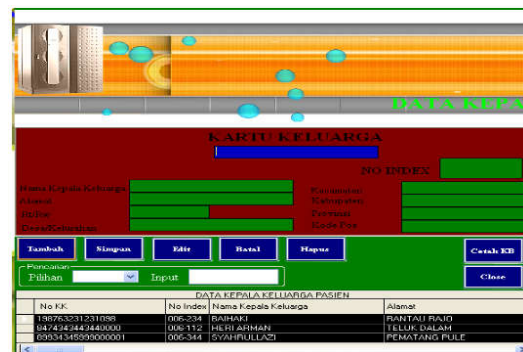 DATA KEPA
KARTU KELUARGA
NO INDEX
Nama Kepala Keluarga
Kecamatan
Alamat
Kabupaten
Rt/Rw
Provinsi
Desa/Kelurahan
Kode Pos
Tambah Simpan Edit Batal Hapus Cetak KK
Pencarian
Pilihan Input Close
DATA KEPALA KELUARGA PASIEN
No KK No Index Nama Kepala Keluarga Alamat
198763231231098 006-234 BAIHAKI RANTAU RAJO
9474343443440000 006-112 HERI ARMAN TELUK DALAM
006-344 SYAHRULLAZI PEMATANG PULE